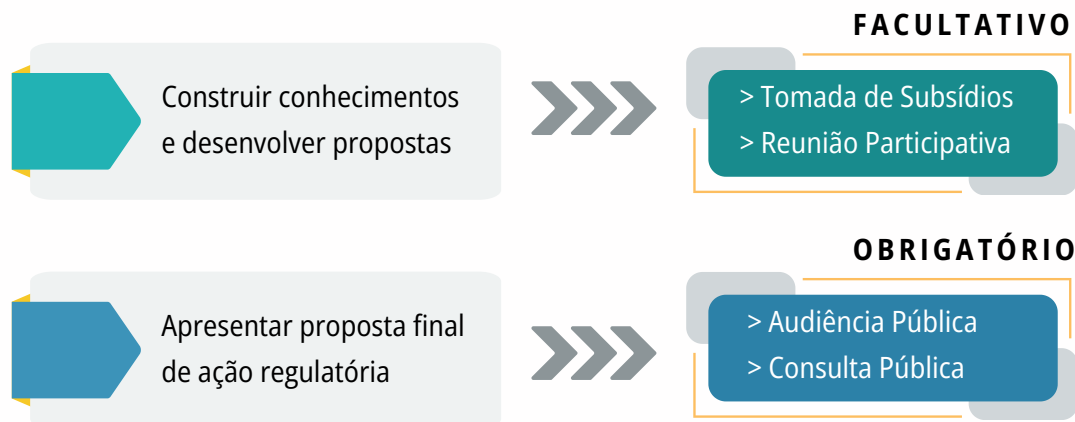 FACULTATIVO
Construir conhecimentos
e desenvolver propostas
> Tomada de Subsídios
> Reunião Participativa
OBRIGATÓRIO
Apresentar proposta final
de ação regulatória
> Audiência Pública
> Consulta Pública